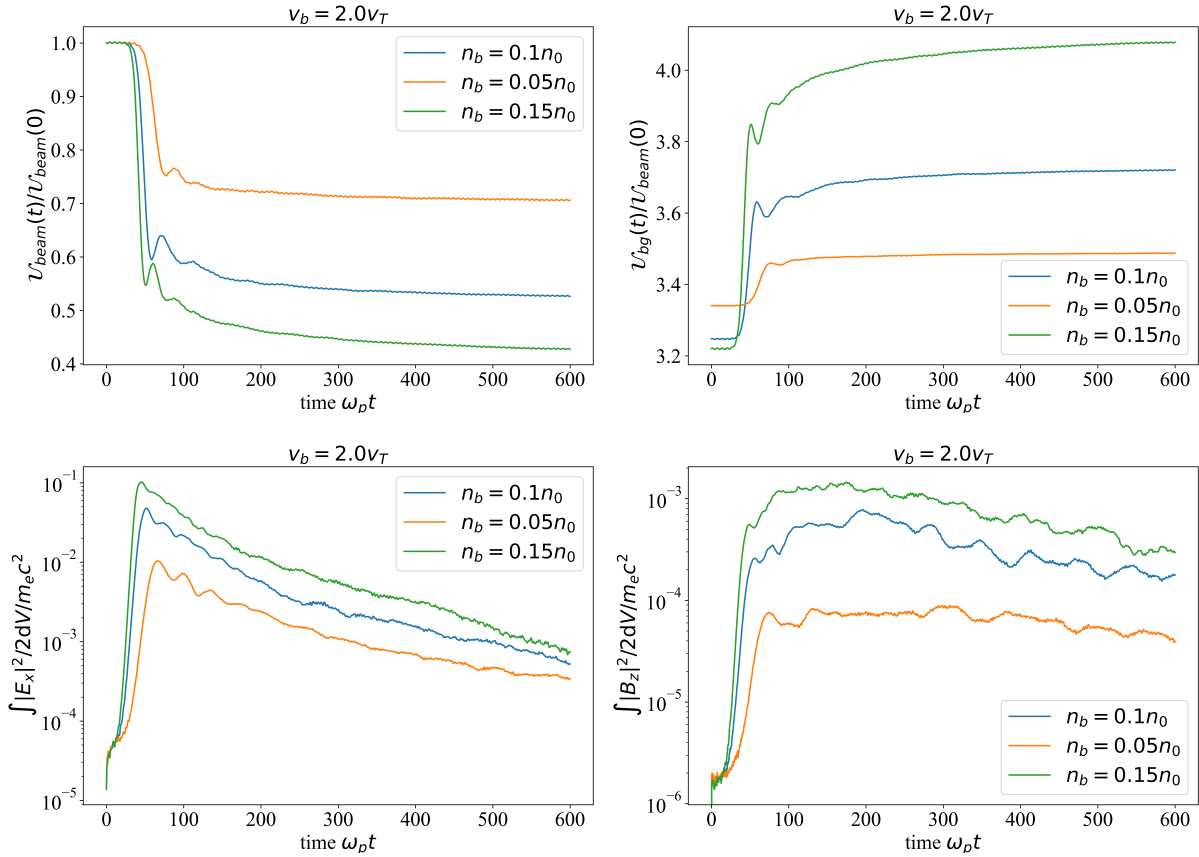 v_b = 2.0v_T
1.0
0.9
0.8
0.7
0.6
0.5
0.4
𝒰_beam(t)/𝒰_beam(0)
n_b = 0.1n_0
n_b = 0.05n_0
n_b = 0.15n_0
0 100 200 300 400 500 600
time ω_p t
v_b = 2.0v_T
4.0
3.8
3.6
3.4
3.2
𝒰_bg(t)/𝒰_beam(0)
n_b = 0.1n_0
n_b = 0.05n_0
n_b = 0.15n_0
0 100 200 300 400 500 600
time ω_p t
v_b = 2.0v_T
10^−1
10^−2
10^−3
10^−4
10^−5
∫|E_x|^2/2dV/m_ec^2
n_b = 0.1n_0
n_b = 0.05n_0
n_b = 0.15n_0
0 100 200 300 400 500 600
time ω_p t
v_b = 2.0v_T
10^−3
10^−4
10^−5
10^−6
∫|B_z|^2/2dV/m_ec^2
n_b = 0.1n_0
n_b = 0.05n_0
n_b = 0.15n_0
0 100 200 300 400 500 600
time ω_p t